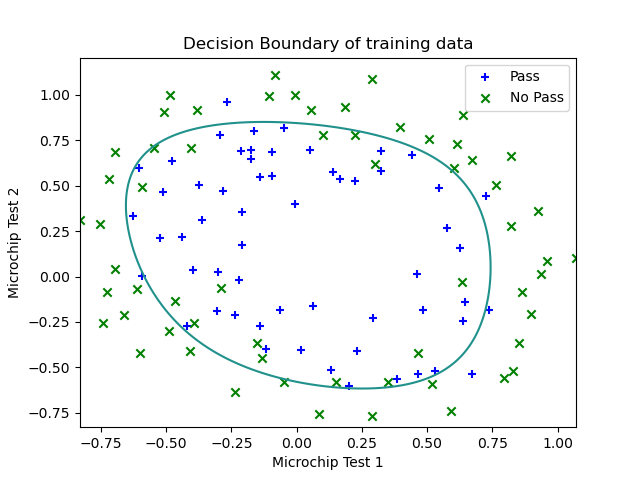 Decision Boundary of training data
Pass
No Pass
1.00
0.75
0.50
0.25
0.00
−0.25
−0.50
−0.75
Microchip Test 2
−0.75 −0.50 −0.25 0.00 0.25 0.50 0.75 1.00
Microchip Test 1